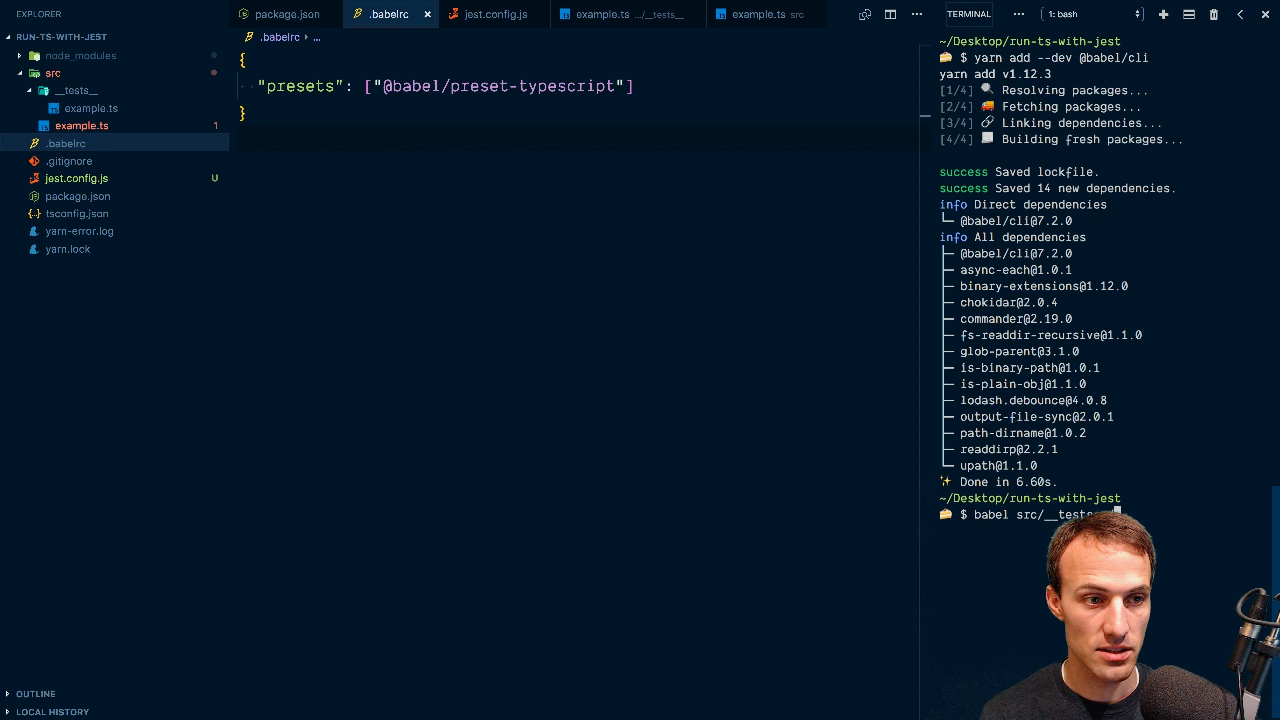 EXPLORER
RUN-TS-WITH-JEST
node_modules
src
__tests__
example.ts
example.ts 1
.babelrc
.gitignore
jest.config.js U
package.json
tsconfig.json
yarn-error.log
yarn.lock
OUTLINE
LOCAL HISTORY
package.json
.babelrc
jest.config.js
example.ts .../__tests__
example.ts src
.babelrc › ...
{
"presets": ["@babel/preset-typescript"]
}
TERMINAL
1: bash
~/Desktop/run-ts-with-jest
$ yarn add --dev @babel/cli
yarn add v1.12.3
[1/4] Resolving packages...
[2/4] Fetching packages...
[3/4] Linking dependencies...
[4/4] Building fresh packages...
success Saved lockfile.
success Saved 14 new dependencies.
info Direct dependencies
└─ @babel/cli@7.2.0
info All dependencies
├─ @babel/cli@7.2.0
├─ async-each@1.0.1
├─ binary-extensions@1.12.0
├─ chokidar@2.0.4
├─ commander@2.19.0
├─ fs-readdir-recursive@1.1.0
├─ glob-parent@3.1.0
├─ is-binary-path@1.0.1
├─ is-plain-obj@1.1.0
├─ lodash.debounce@4.0.8
├─ output-file-sync@2.0.1
├─ path-dirname@1.0.2
├─ readdirp@2.2.1
└─ upath@1.1.0
Done in 6.60s.
~/Desktop/run-ts-with-jest
$ babel src/__tests